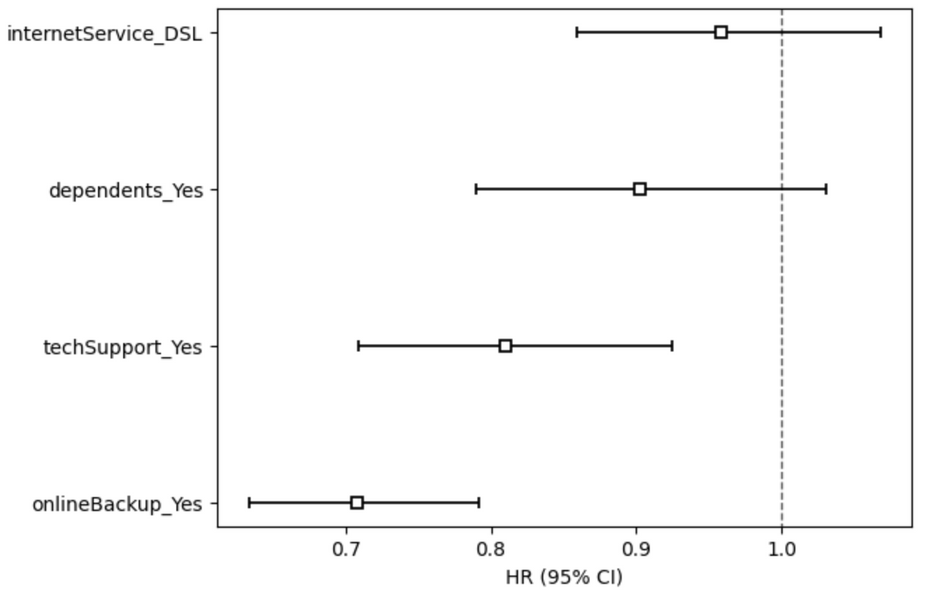 internetService_DSL
dependents_Yes
techSupport_Yes
onlineBackup_Yes
0.7 0.8 0.9 1.0
HR (95% CI)